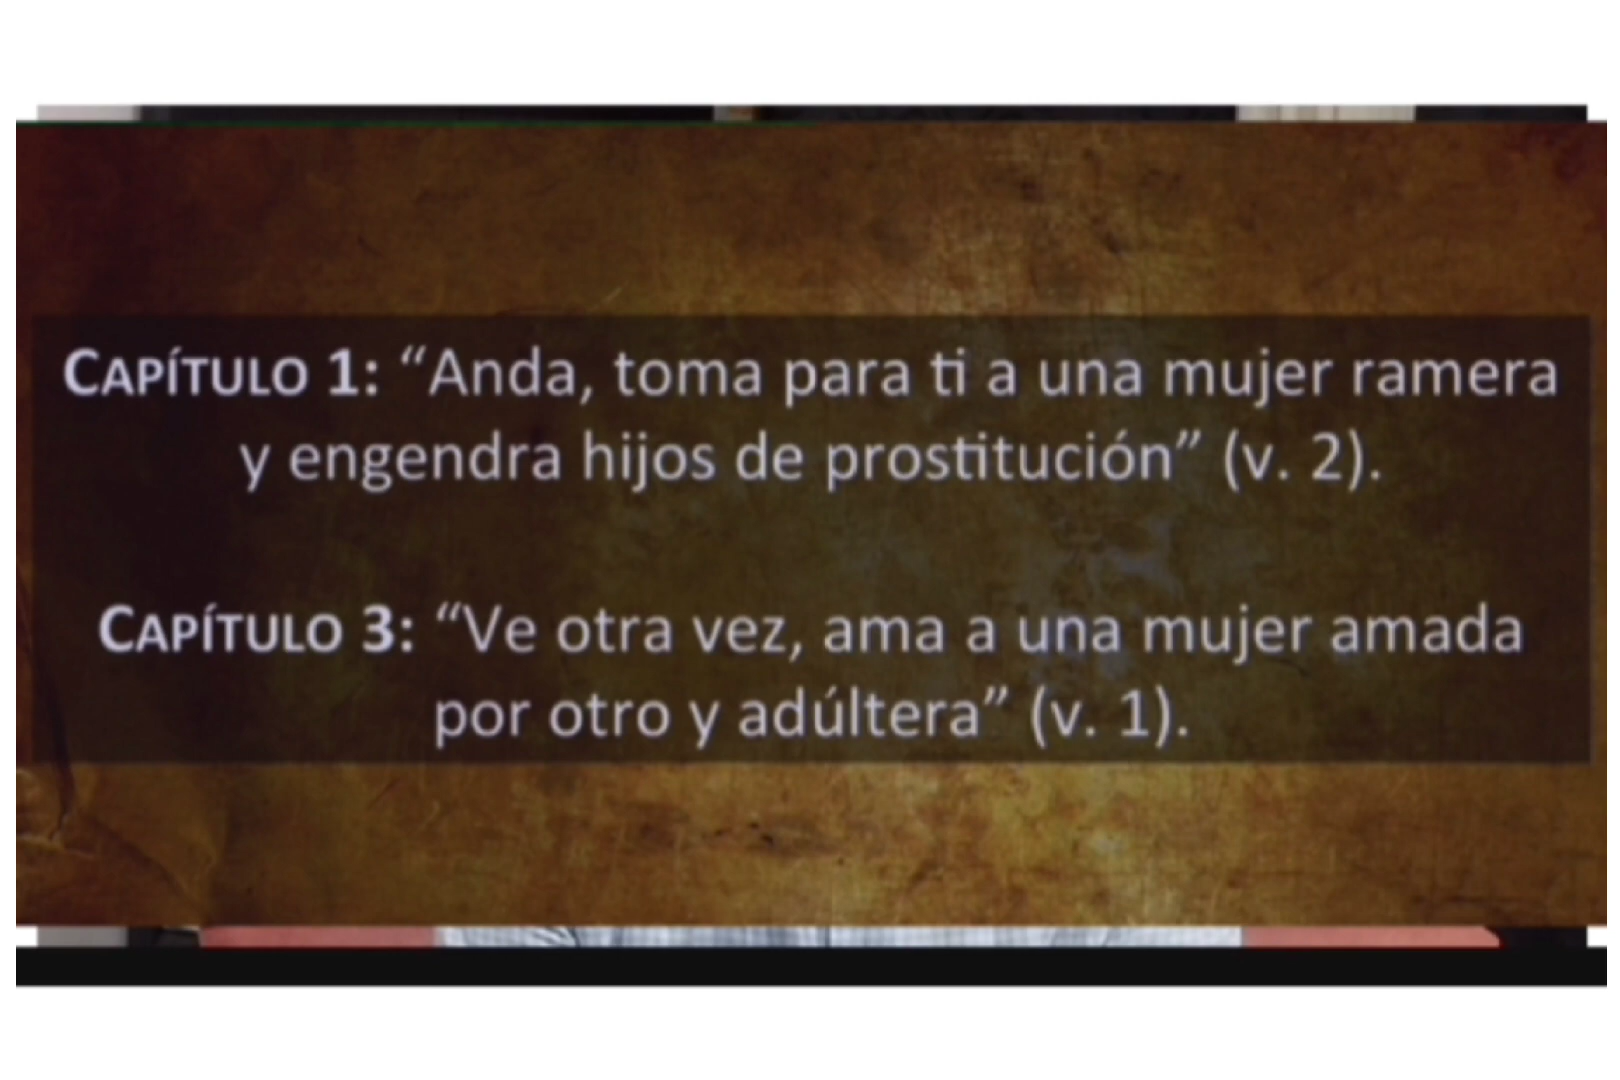 CAPÍTULO 1: “Anda, toma para ti a una mujer ramera
y engendra hijos de prostitución” (v. 2).
CAPÍTULO 3: “Ve otra vez, ama a una mujer amada
por otro y adúltera” (v. 1).